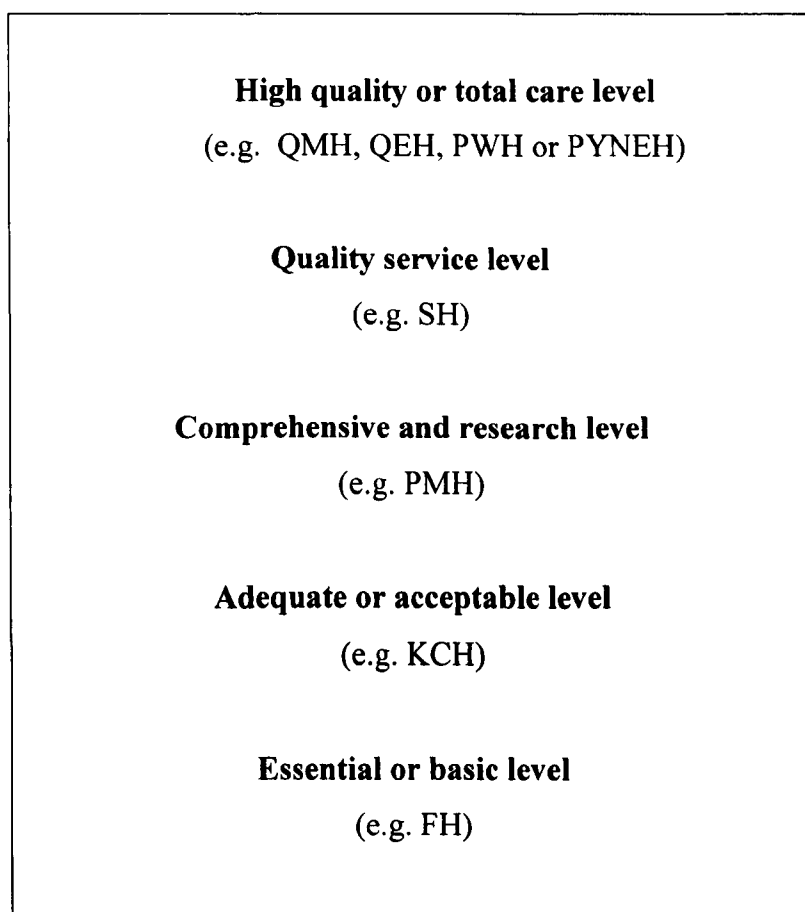 High quality or total care level
(e.g. QMH, QEH, PWH or PYNEH)
Quality service level
(e.g. SH)
Comprehensive and research level
(e.g. PMH)
Adequate or acceptable level
(e.g. KCH)
Essential or basic level
(e.g. FH)